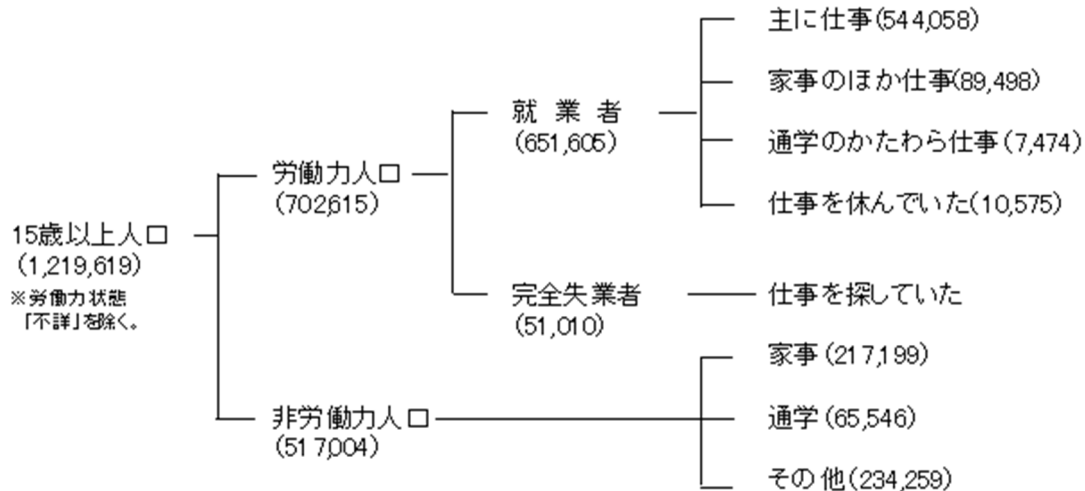 主に仕事(544,058)
家事のほか仕事(89,498)
就業者
(651,605)
通学のかたわら仕事(7,474)
労働力人口
(702,615)
仕事を休んでいた(10,575)
15歳以上人口
(1,219,619)
※労働力状態
「不詳」を除く。
完全失業者
(51,010)
仕事を探していた
家事(217,199)
非労働力人口
(517,004)
通学(65,546)
その他(234,259)